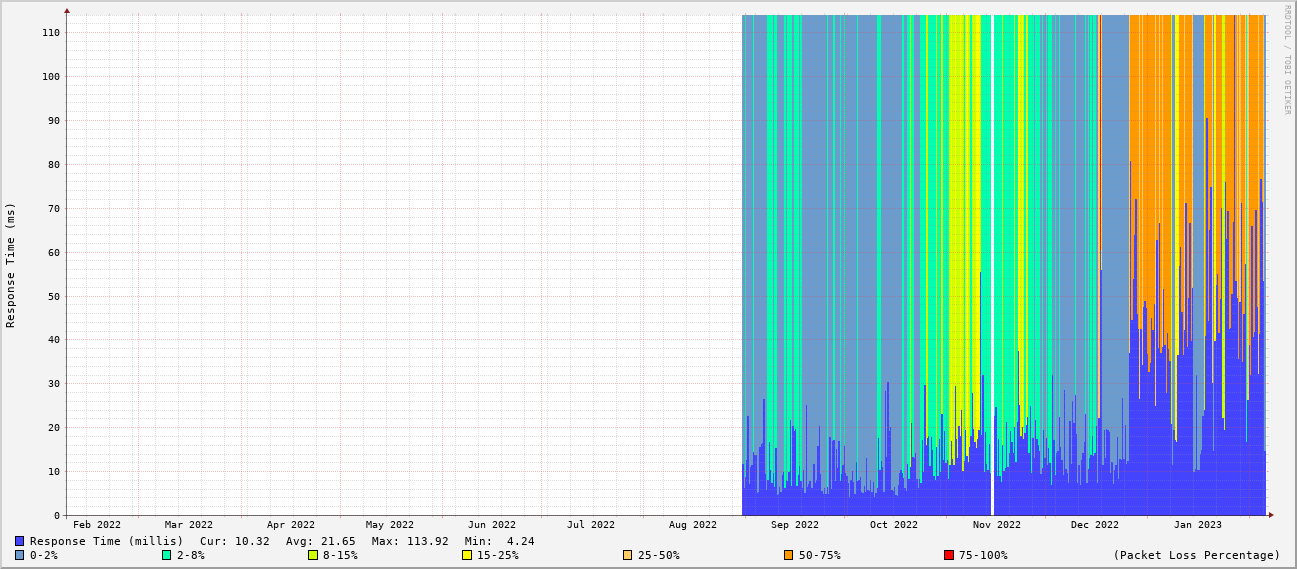 RRDTOOL / TOBI OETIKER
Response Time (ms)
110
100
90
80
70
60
50
40
30
20
10
0
Feb 2022 Mar 2022 Apr 2022 May 2022 Jun 2022 Jul 2022 Aug 2022 Sep 2022 Oct 2022 Nov 2022 Dec 2022 Jan 2023
Response Time (millis) Cur: 10.32 Avg: 21.65 Max: 113.92 Min: 4.24
0-2% 2-8% 8-15% 15-25% 25-50% 50-75% 75-100% (Packet Loss Percentage)